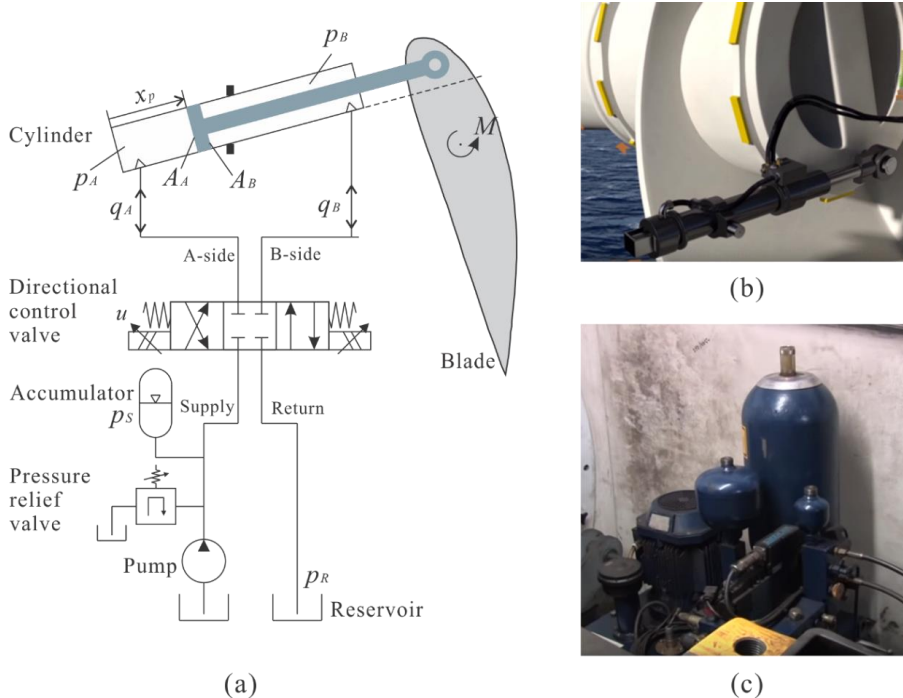 p_B
x_p
Cylinder
M
p_A
A_A
A_B
q_A
q_B
A-side
B-side
Directional
control
valve
u
(b)
Blade
Accumulator
p_S
Supply
Return
Pressure
relief
valve
Pump
p_R
Reservoir
(a)
(c)